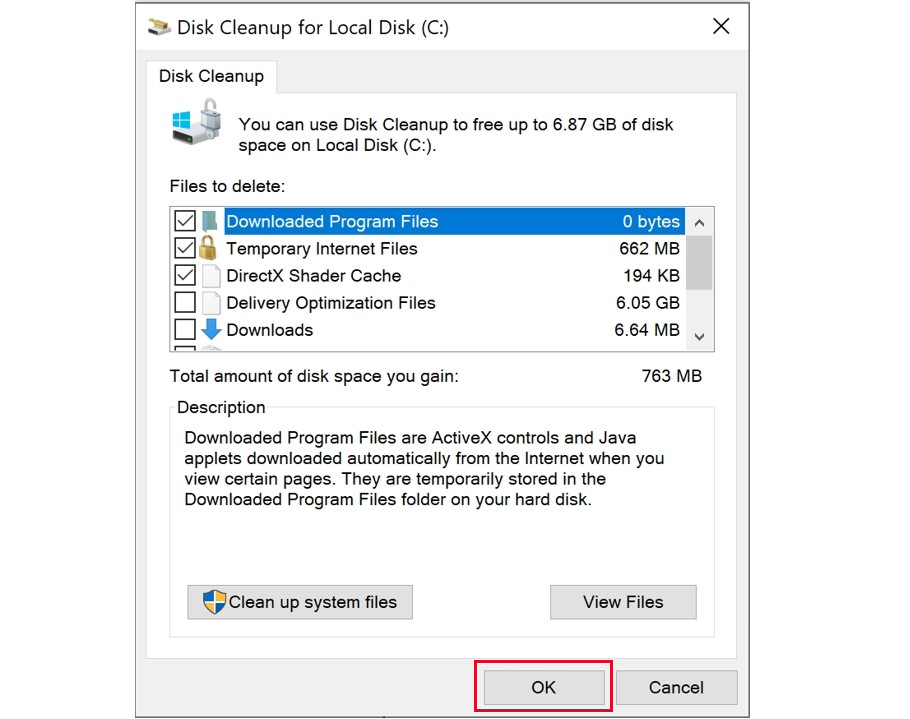 Disk Cleanup for Local Disk (C:)
Disk Cleanup
You can use Disk Cleanup to free up to 6.87 GB of disk
space on Local Disk (C:).
Files to delete:
Downloaded Program Files 0 bytes
Temporary Internet Files 662 MB
DirectX Shader Cache 194 KB
Delivery Optimization Files 6.05 GB
Downloads 6.64 MB
Total amount of disk space you gain: 763 MB
Description
Downloaded Program Files are ActiveX controls and Java
applets downloaded automatically from the Internet when you
view certain pages. They are temporarily stored in the
Downloaded Program Files folder on your hard disk.
Clean up system files View Files
OK Cancel